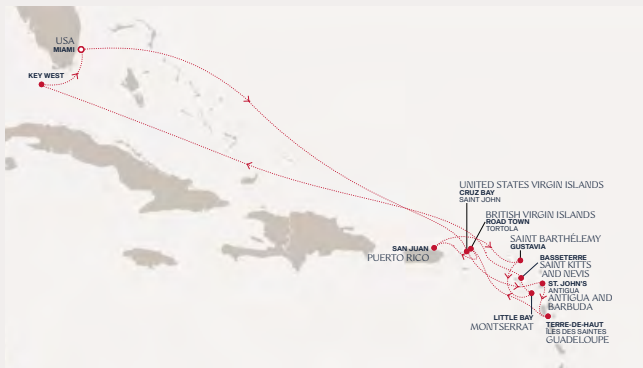 USA
MIAMI
KEY WEST
UNITED STATES VIRGIN ISLANDS
CRUZ BAY
SAINT JOHN
BRITISH VIRGIN ISLANDS
ROAD TOWN
TORTOLA
SAN JUAN
PUERTO RICO
SAINT BARTHÉLEMY
GUSTAVIA
BASSETERRE
SAINT KITTS
AND NEVIS
ST. JOHN'S
ANTIGUA
ANTIGUA AND
BARBUDA
LITTLE BAY
MONTSERRAT
TERRE-DE-HAUT
ÎLES DES SAINTES
GUADELOUPE